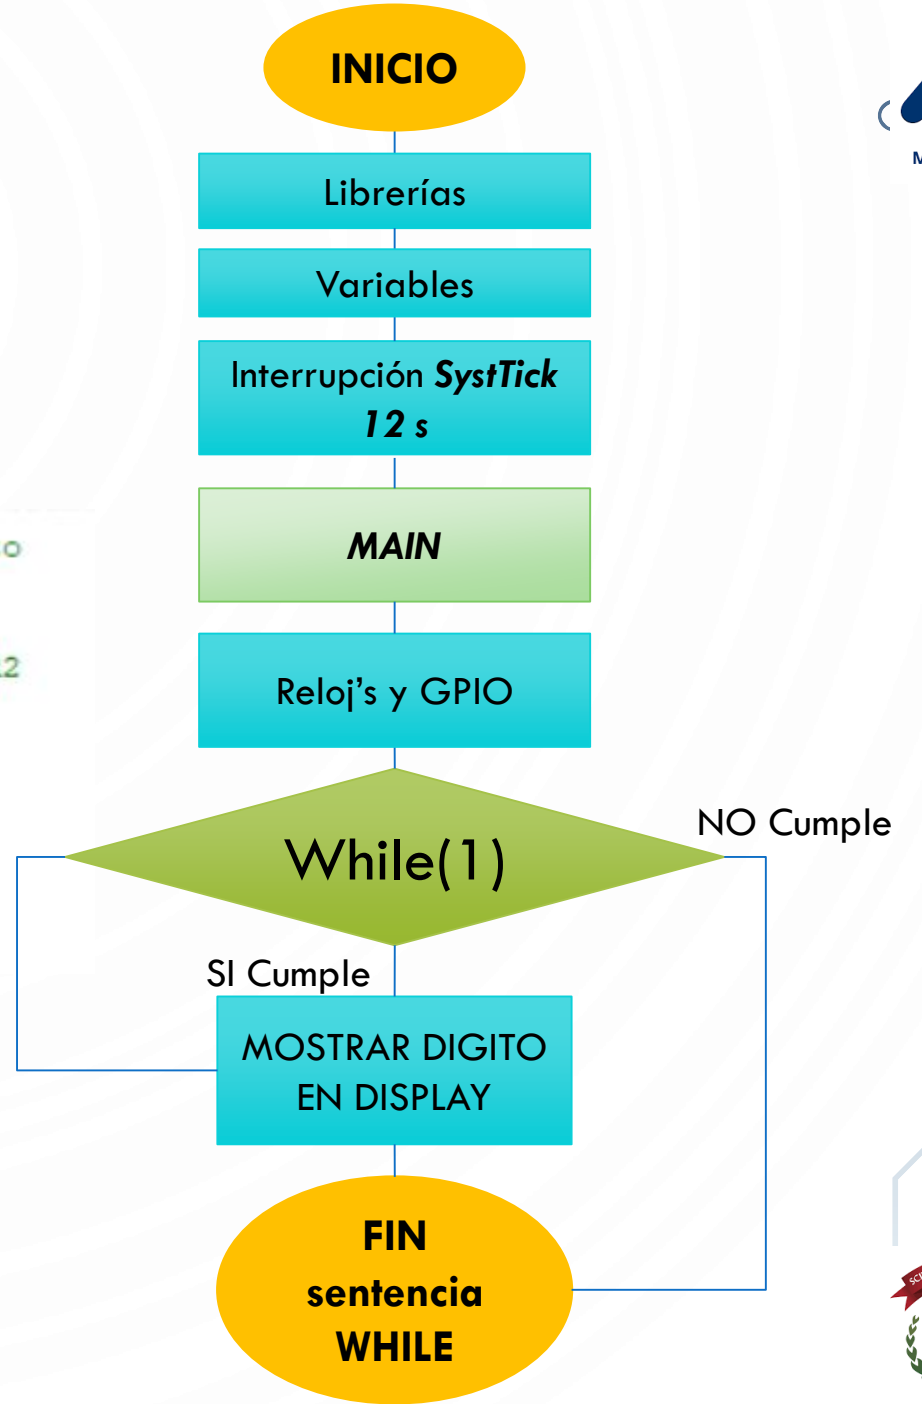 INICIO
Librerías
Variables
Interrupción SystTick
12 s
MAIN
Reloj's y GPIO
While(1)
NO Cumple
SI Cumple
MOSTRAR DIGITO
EN DISPLAY
FIN
sentencia
WHILE